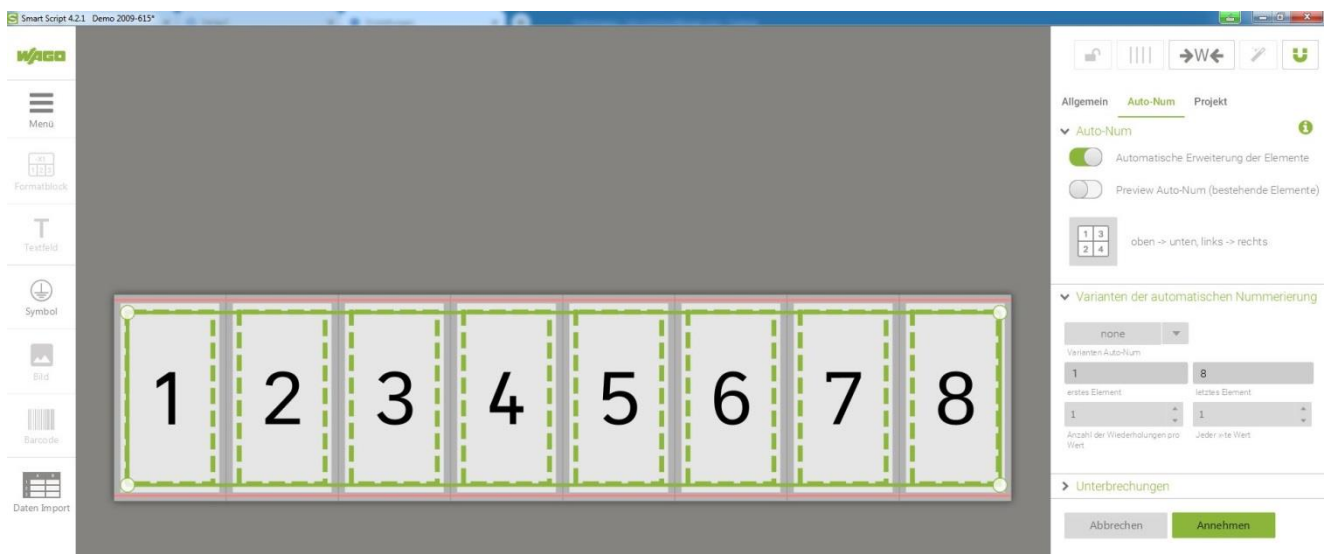 Smart Script 4.2.1 Demo 2009-615*
WAGO
Menü
Formatblock
T
Textfeld
Symbol
Bild
Barcode
Daten Import
1 2 3 4 5 6 7 8
→W←
Allgemein Auto-Num Projekt
Auto-Num
Automatische Erweiterung der Elemente
Preview Auto-Num (bestehende Elemente)
1 3
2 4
oben -> unten, links -> rechts
Varianten der automatischen Nummerierung
none
Varianten Auto-Num
1 8
erstes Element letztes Element
1 1
Anzahl der Wiederholungen pro Wert
Jeder x-te Wert
Unterbrechungen
Abbrechen Annehmen